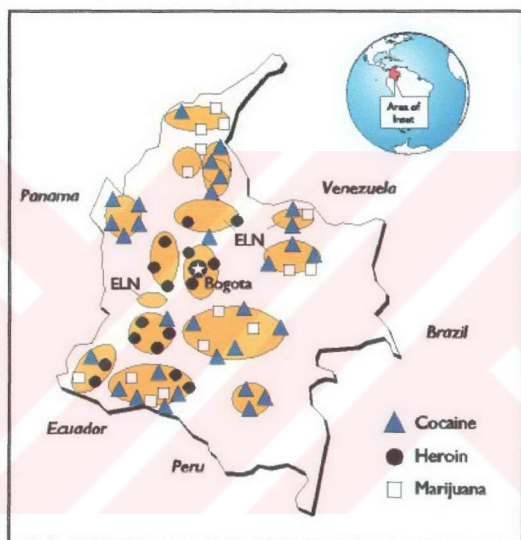 Area of
Inset
Panama
Venezuela
ELN
ELN
Bogota
Brazil
Ecuador
Peru
Cocaine
Heroin
Marijuana